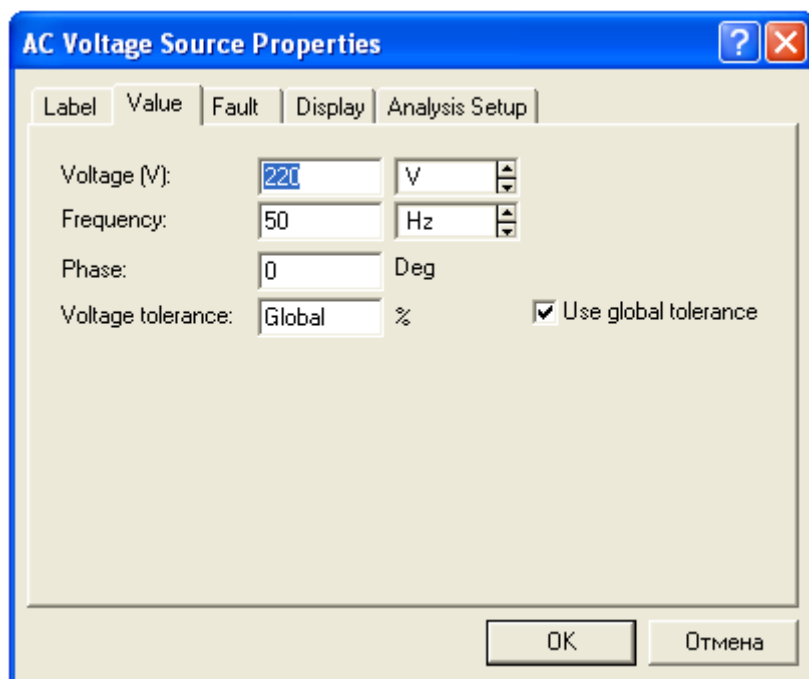 AC Voltage Source Properties
Label Value Fault Display Analysis Setup
Voltage (V): 220 V
Frequency: 50 Hz
Phase: 0 Deg
Voltage tolerance: Global % Use global tolerance
OK Отмена